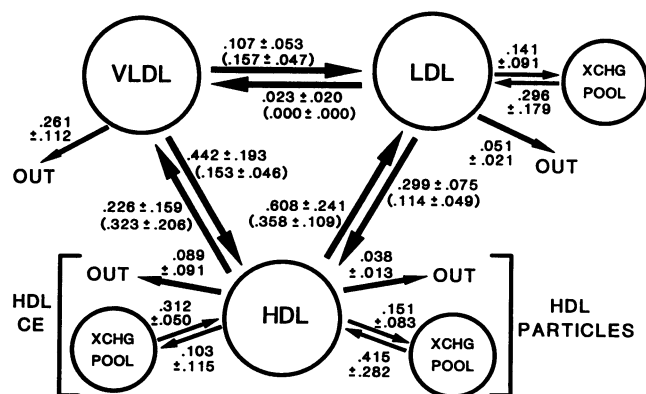 .107 ±.053
(.157 ±.047)
VLDL
LDL
.141
±.091
XCHG
POOL
.023 ±.020
(.000 ±.000)
.296
±.179
.261
±.112
OUT
.051
±.021
OUT
.442 ±.193
(.153 ±.046)
.299 ±.075
(.114 ±.049)
.226 ±.159
(.323 ±.206)
.608 ±.241
(.358 ±.109)
HDL
CE
OUT
.089
±.091
.038
±.013
OUT
HDL
.312
±.050
XCHG
POOL
.103
±.115
.151
±.083
XCHG
POOL
.415
±.282
HDL
PARTICLES